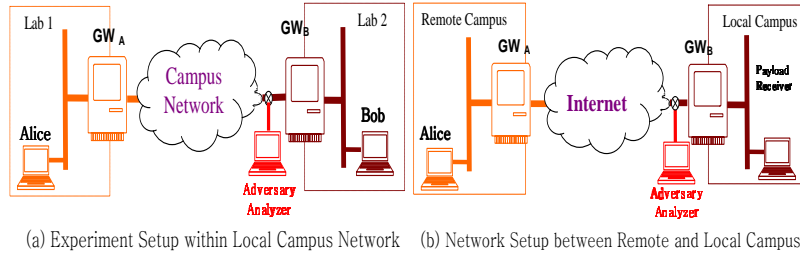 Lab 1
GW A
Campus
Network
Alice
Lab 2
GWB
Bob
Adversary
Analyzer
(a) Experiment Setup within Local Campus Network
Remote Campus
GW A
Internet
Alice
Local Campus
GWB
Payload
Receiver
Adversary
Analyzer
(b) Network Setup between Remote and Local Campus